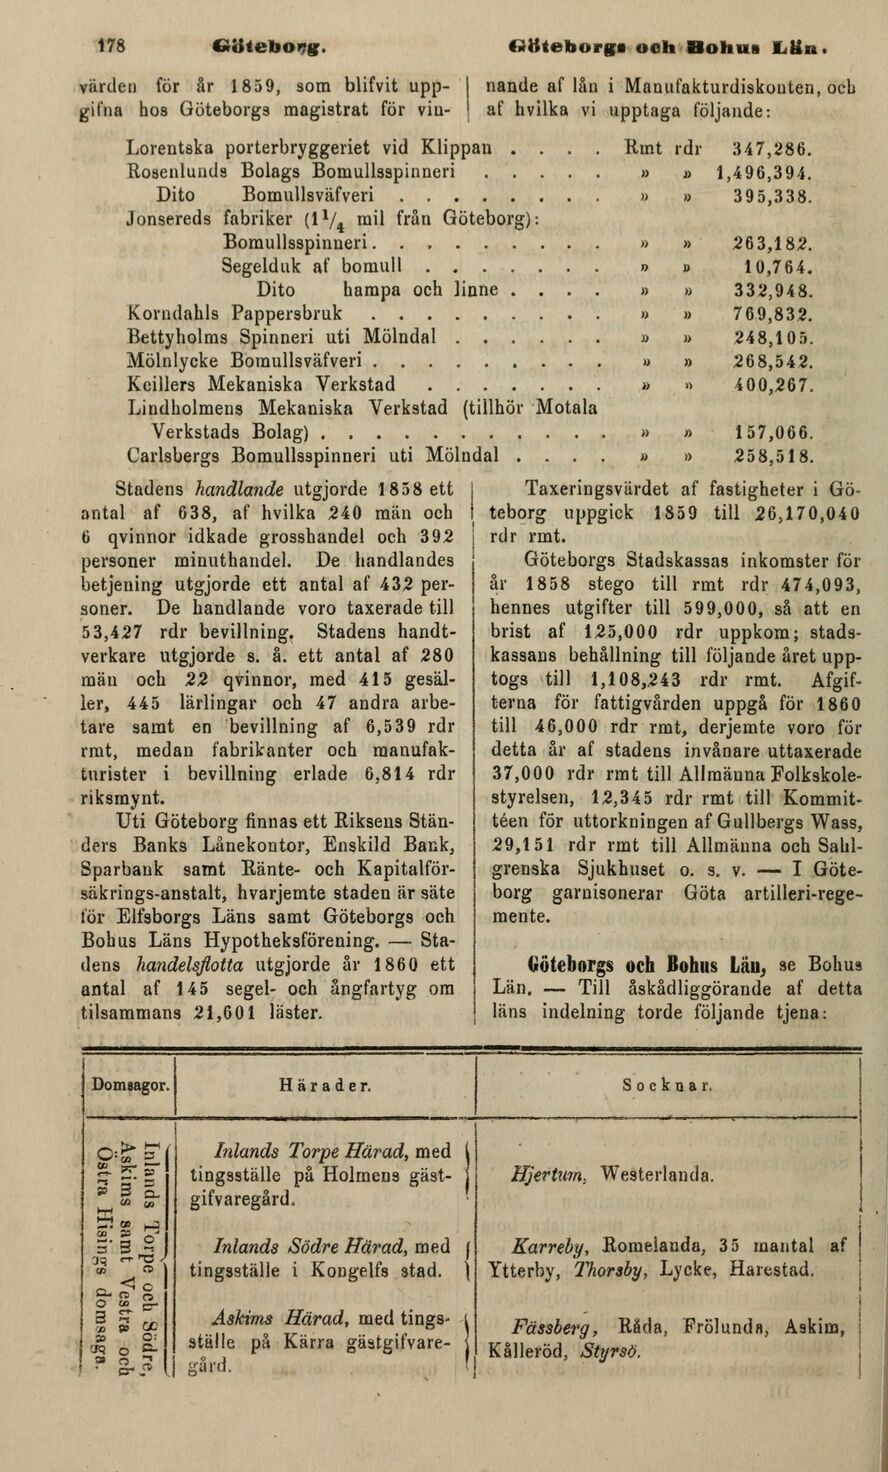 178 Göteborg. Göteborgs och Bohus Län.
värden för år 1859, som blifvit upp-
gifna hos Göteborgs magistrat för vin-
nande af lån i Manufakturdiskonten, och
af hvilka vi upptaga följande:
Lorentska porterbryggeriet vid Klippan . . . . Rmt rdr 347,286.
Rosenlunds Bolags Bomullsspinneri . . . . . » » 1,496,394.
Dito Bomullsväfveri . . . . . . . . » » 395,338.
Jonsereds fabriker (1¼ mil från Göteborg):
Bomullsspinneri . . . . . . . . . » » 263,182.
Segelduk af bomull . . . . . . . » » 10,764.
Dito hampa och linne . . . . » » 332,948.
Korndahls Pappersbruk . . . . . . . . . » » 769,832.
Bettyholms Spinneri uti Mölndal . . . . . . » » 248,105.
Mölnlycke Bomullsväfveri . . . . . . . . . » » 268,542.
Keillers Mekaniska Verkstad . . . . . . . » » 400,267.
Lindholmens Mekaniska Verkstad (tillhör Motala
Verkstads Bolag) . . . . . . . . . . . » » 157,066.
Carlsbergs Bomullsspinneri uti Mölndal . . . . » » 258,518.
Stadens handlande utgjorde 1858 ett
antal af 638, af hvilka 240 män och
6 qvinnor idkade grosshandel och 392
personer minuthandel. De handlandes
betjening utgjorde ett antal af 432 per-
soner. De handlande voro taxerade till
53,427 rdr bevillning. Stadens handt-
verkare utgjorde s. å. ett antal af 280
män och 22 qvinnor, med 415 gesäl-
ler, 445 lärlingar och 47 andra arbe-
tare samt en bevillning af 6,539 rdr
rmt, medan fabrikanter och manufak-
turister i bevillning erlade 6,814 rdr
riksmynt.
Uti Göteborg finnas ett Riksens Stän-
ders Banks Lånekontor, Enskild Bank,
Sparbank samt Ränte- och Kapitalför-
säkrings-anstalt, hvarjemte staden är säte
för Elfsborgs Läns samt Göteborgs och
Bohus Läns Hypotheksförening. — Sta-
dens handelsflotta utgjorde år 1860 ett
antal af 145 segel- och ångfartyg om
tilsammans 21,601 läster.
Taxeringsvärdet af fastigheter i Gö-
teborg uppgick 1859 till 26,170,040
rdr rmt.
Göteborgs Stadskassas inkomster för
år 1858 stego till rmt rdr 474,093,
hennes utgifter till 599,000, så att en
brist af 125,000 rdr uppkom; stads-
kassans behållning till följande året upp-
togs till 1,108,243 rdr rmt. Afgif-
terna för fattigvården uppgå för 1860
till 46,000 rdr rmt, derjemte voro för
detta år af stadens invånare uttaxerade
37,000 rdr rmt till Allmänna Folkskole-
styrelsen, 12,345 rdr rmt till Kommit-
téen för uttorkningen af Gullbergs Wass,
29,151 rdr rmt till Allmänna och Sahl-
grenska Sjukhuset o. s. v. — I Göte-
borg garnisonerar Göta artilleri-rege-
mente.
Göteborgs och Bohus Län, se Bohus
Län. — Till åskådliggörande af detta
läns indelning torde följande tjena:
Domsagor. Härader. Socknar.
Inlands Torpe och Södre,
Askims samt Vestra och
Östra Hisings domsaga.
Inlands Torpe Härad, med
tingsställe på Holmens gäst-
gifvaregård.
Hjertum, Westerlanda.
Inlands Södre Härad, med
tingsställe i Kongelfs stad.
Karreby, Romelanda, 35 mantal af
Ytterby, Thorsby, Lycke, Harestad.
Askims Härad, med tings-
ställe på Kärra gästgifvare-
gård.
Fässberg, Råda, Frölunda, Askim,
Kålleröd, Styrsö.